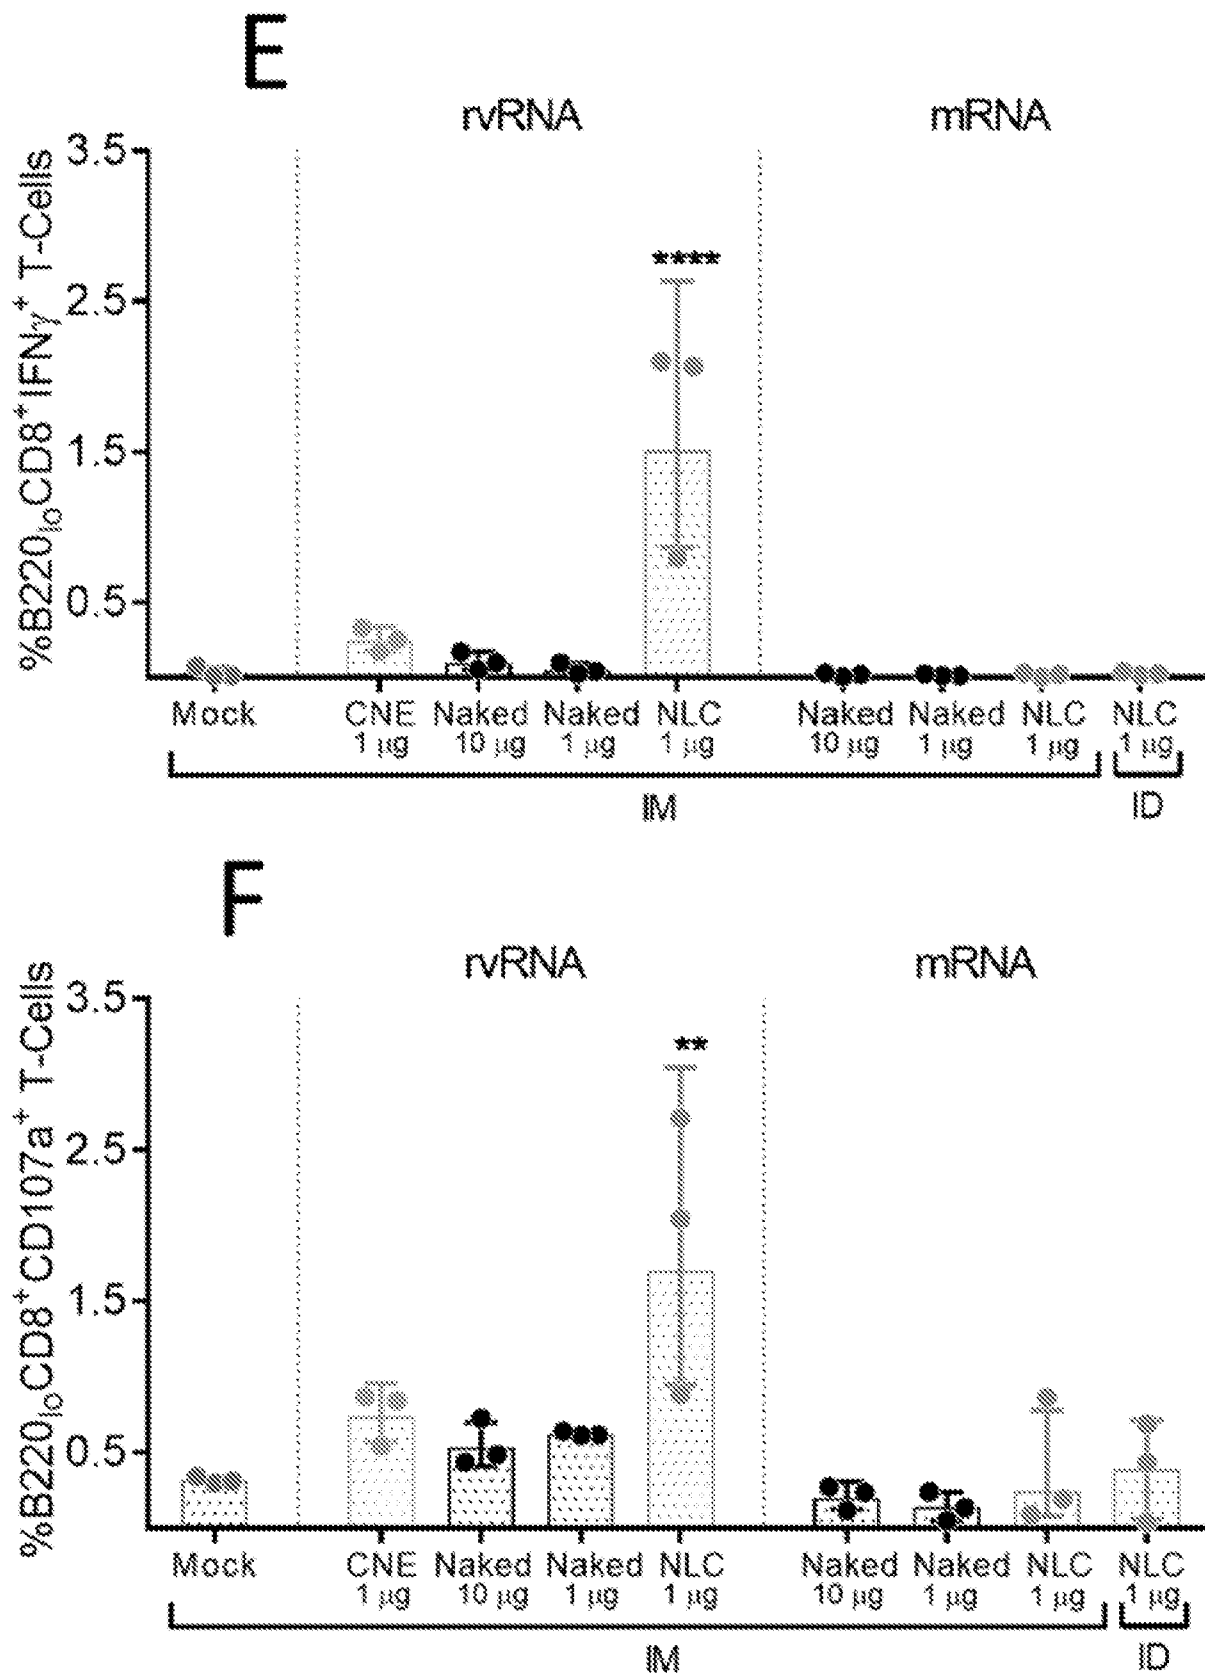 E
rvRNA mRNA
%B220loCD8+IFNγ+ T-Cells
3.5
2.5
1.5
0.5
****
Mock CNE Naked Naked NLC Naked Naked NLC NLC
1 μg 10 μg 1 μg 1 μg 10 μg 1 μg 1 μg 1 μg
IM ID
F
rvRNA mRNA
%B220loCD8+CD107a+ T-Cells
3.5
2.5
1.5
0.5
**
Mock CNE Naked Naked NLC Naked Naked NLC NLC
1 μg 10 μg 1 μg 1 μg 10 μg 1 μg 1 μg 1 μg
IM ID